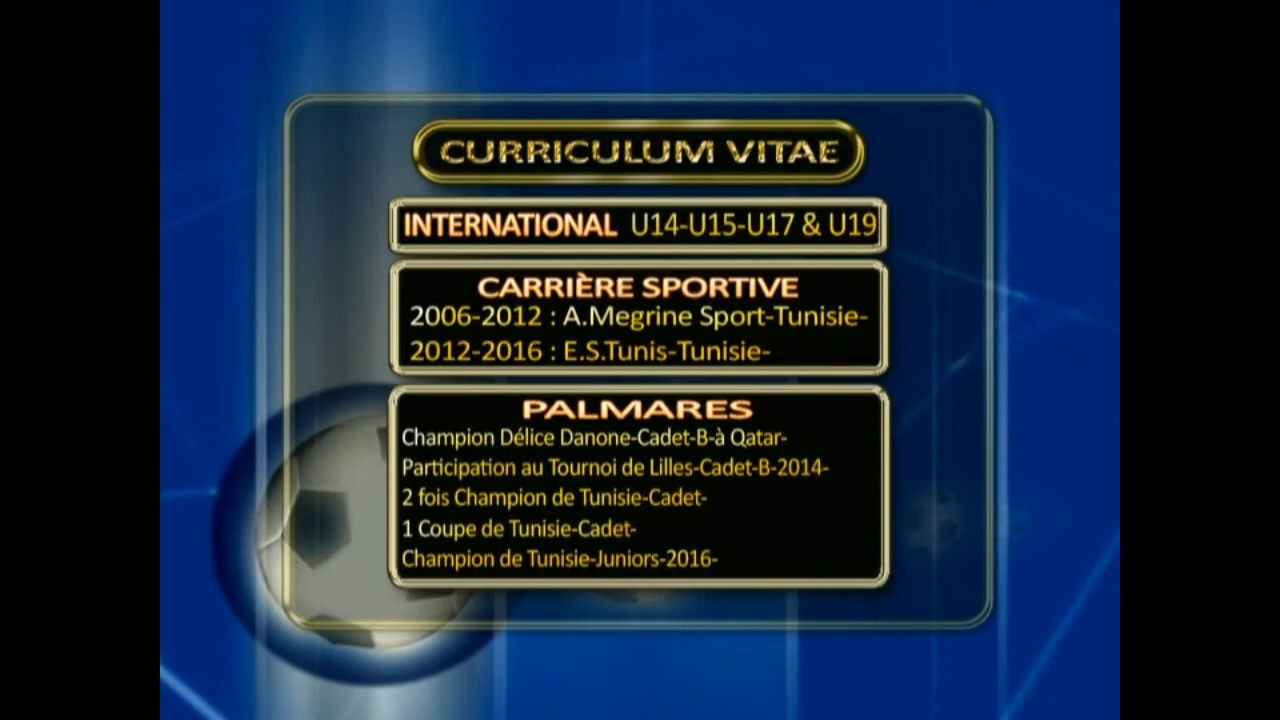 CURRICULUM VITAE
INTERNATIONAL U14-U15-U17 & U19
CARRIÈRE SPORTIVE
2006-2012 : A.Megrine Sport-Tunisie-
2012-2016 : E.S.Tunis-Tunisie-
PALMARES
Champion Délice Danone-Cadet-B-à Qatar-
Participation au Tournoi de Lilles-Cadet-B-2014-
2 fois Champion de Tunisie-Cadet-
1 Coupe de Tunisie-Cadet-
Champion de Tunisie-Juniors-2016-